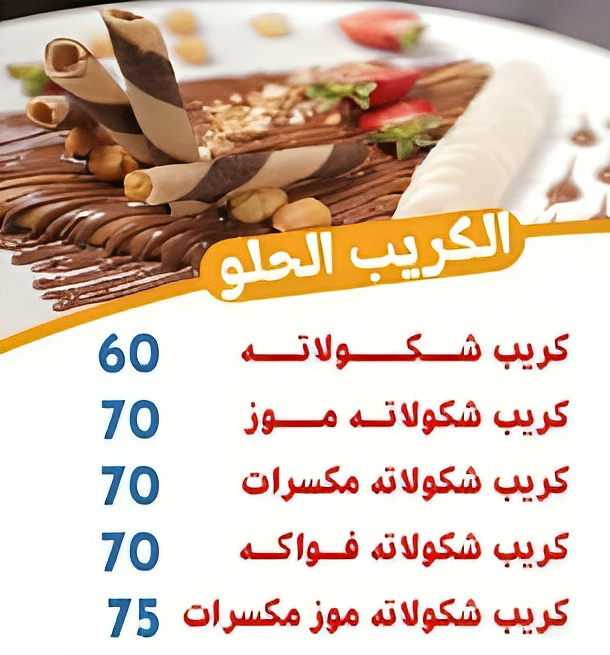 الكريب الحلو
كريب شكولاته 60
كريب شكولاته موز 70
كريب شكولاته مكسرات 70
كريب شكولاته فواكه 70
كريب شكولاته موز مكسرات 75